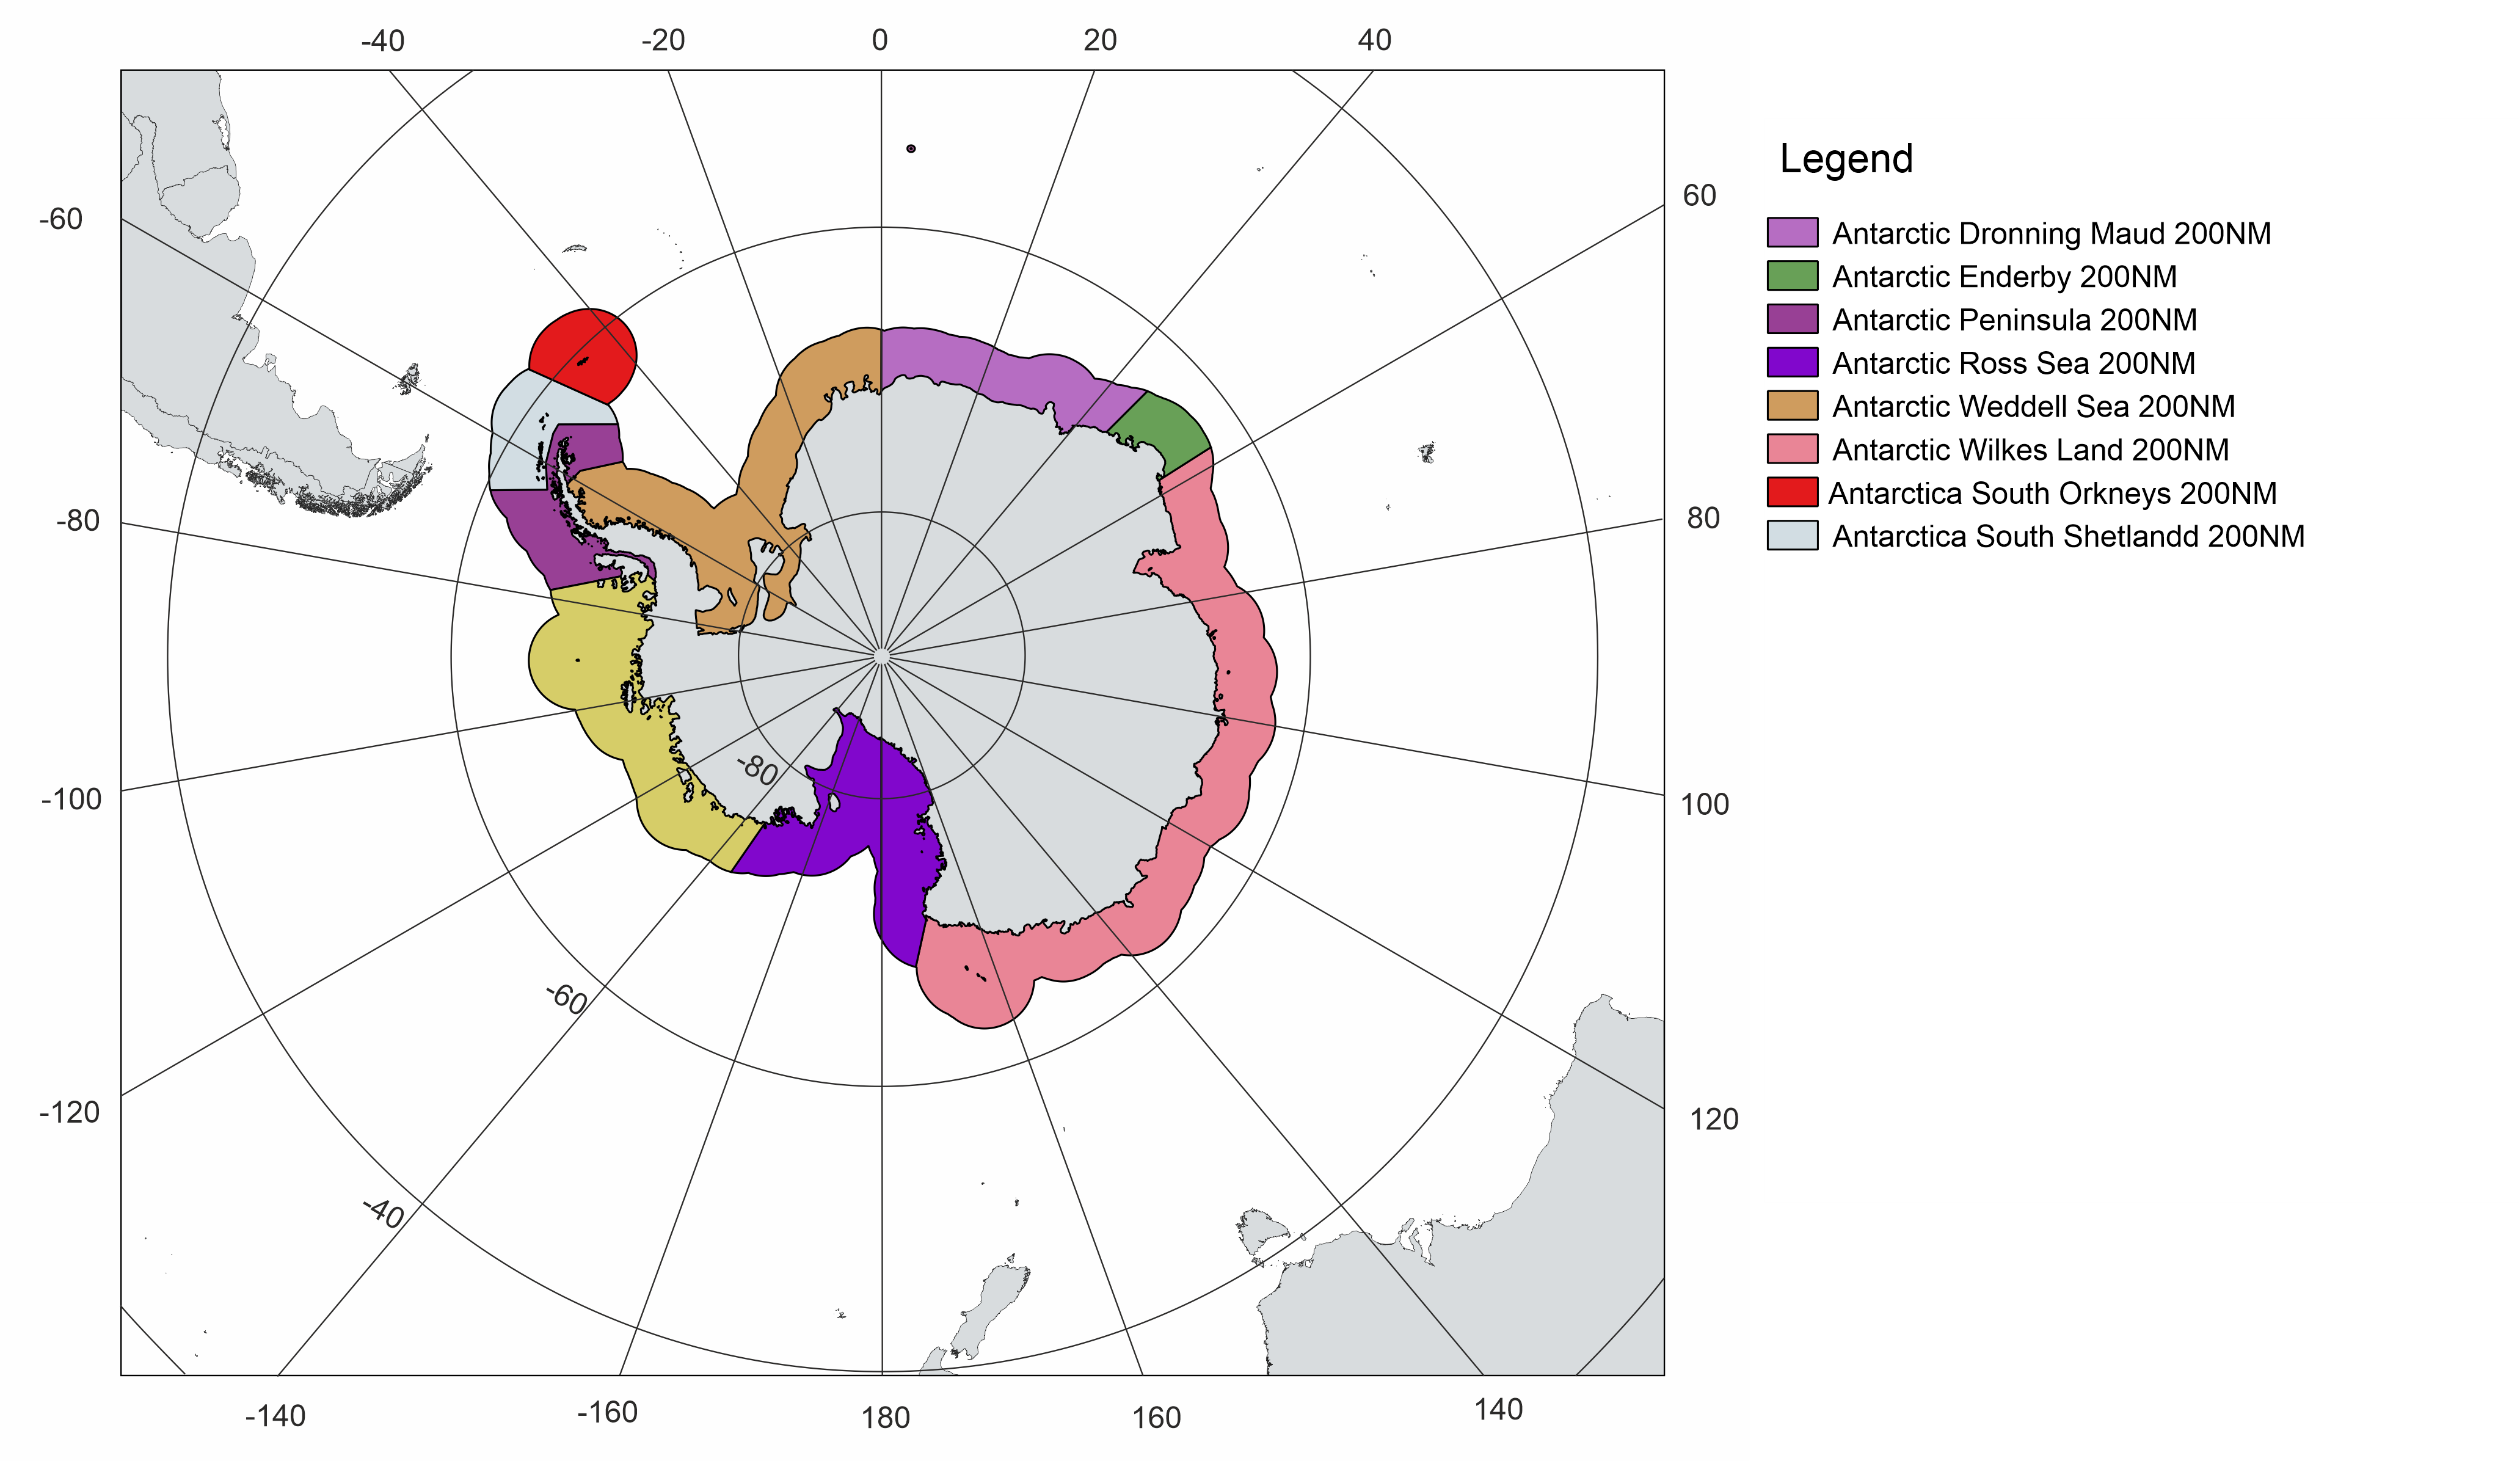 -40
-20
0
20
40
-60
60
-80
80
-100
100
-120
120
-80
-60
-40
-140
-160
180
160
140
Legend
Antarctic Dronning Maud 200NM
Antarctic Enderby 200NM
Antarctic Peninsula 200NM
Antarctic Ross Sea 200NM
Antarctic Weddell Sea 200NM
Antarctic Wilkes Land 200NM
Antarctica South Orkneys 200NM
Antarctica South Shetlandd 200NM